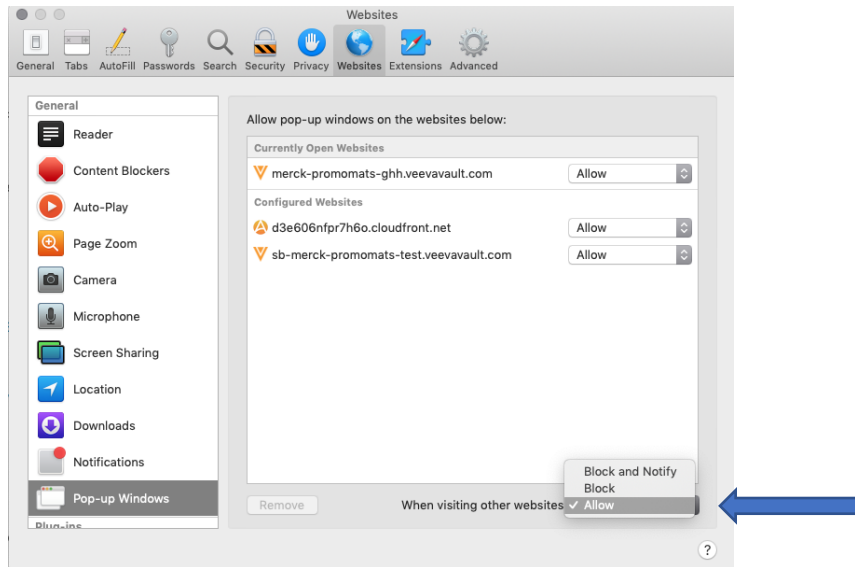 Websites
General Tabs AutoFill Passwords Search Security Privacy Websites Extensions Advanced
General
Reader
Content Blockers
Auto-Play
Page Zoom
Camera
Microphone
Screen Sharing
Location
Downloads
Notifications
Pop-up Windows
Plug-ins
Allow pop-up windows on the websites below:
Currently Open Websites
merck-promomats-ghh.veevavault.com Allow
Configured Websites
d3e606nfpr7h6o.cloudfront.net Allow
sb-merck-promomats-test.veevavault.com Allow
Block and Notify
Block
Remove When visiting other websites ✓ Allow
?